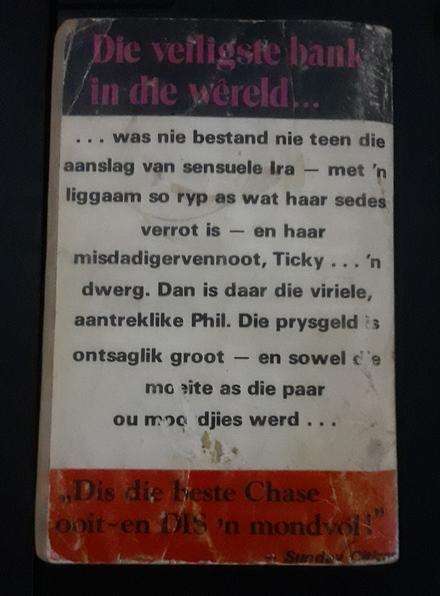 Die veiligste bank
in die wêreld...
... was nie bestand nie teen die
aanslag van sensuele Ira — met 'n
liggaam so ryp as wat haar sedes
verrot is — en haar
misdadigervennoot, Ticky ... 'n
dwerg. Dan is daar die viriele,
aantreklike Phil. Die prysgeld is
ontsaglik groot — en sowel die
moeite as die paar
ou moordjies werd ...
„Dis die beste Chase
ooit-en DIS 'n mondvol!”
— Sunday